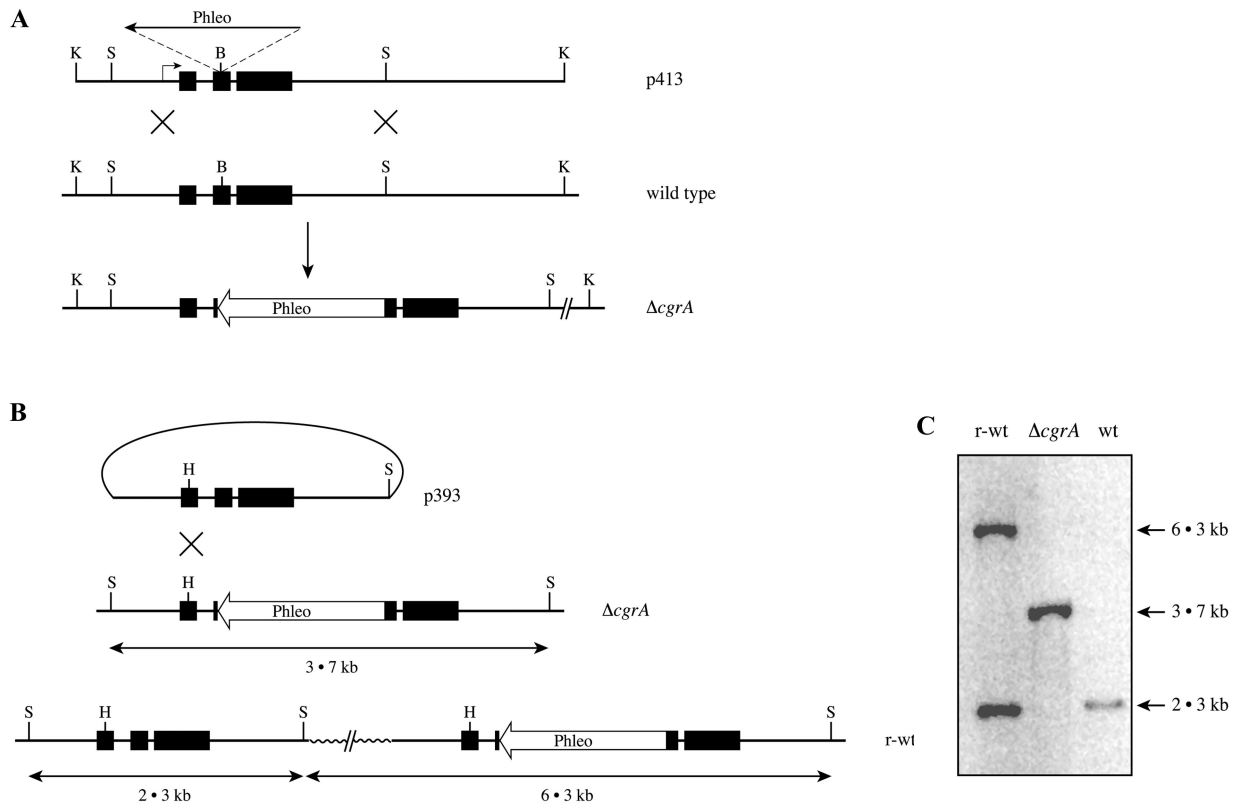 A
Phleo
K S B S K
p413
K S B S K
wild type
K S S K
Phleo
ΔcgrA
B
H S
p393
S H S
Phleo
ΔcgrA
3•7 kb
S H S H S
Phleo
r-wt
2•3 kb 6•3 kb
C
r-wt ΔcgrA wt
6•3 kb
3•7 kb
2•3 kb